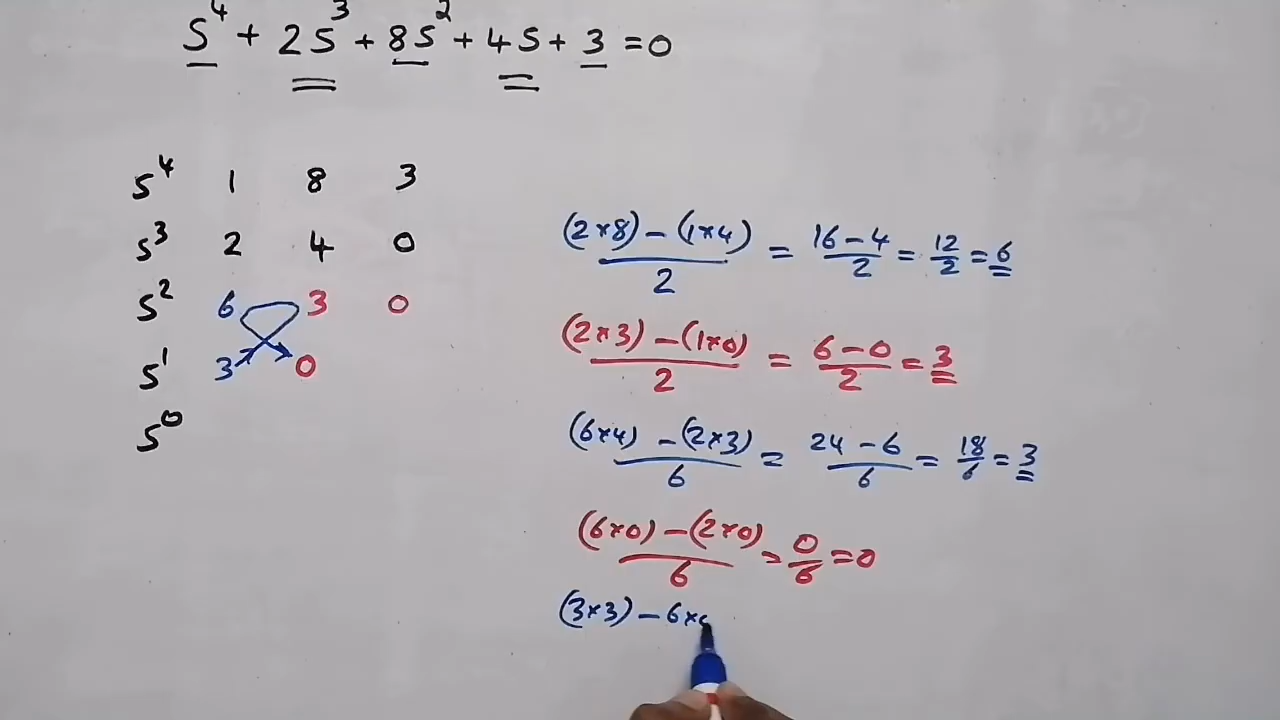 S⁴ + 2S³ + 8S² + 4S + 3 = 0
S⁴ 1 8 3
S³ 2 4 0
S² 6 3 0
S¹ 3 0
S⁰
(2×8) – (1×4) / 2 = 16 – 4 / 2 = 12/2 = 6
(2×3) – (1×0) / 2 = 6 – 0 / 2 = 3
(6×4) – (2×3) / 6 = 24 – 6 / 6 = 18/6 = 3
(6×0) – (2×0) / 6 = 0/6 = 0
(3×3) – 6×